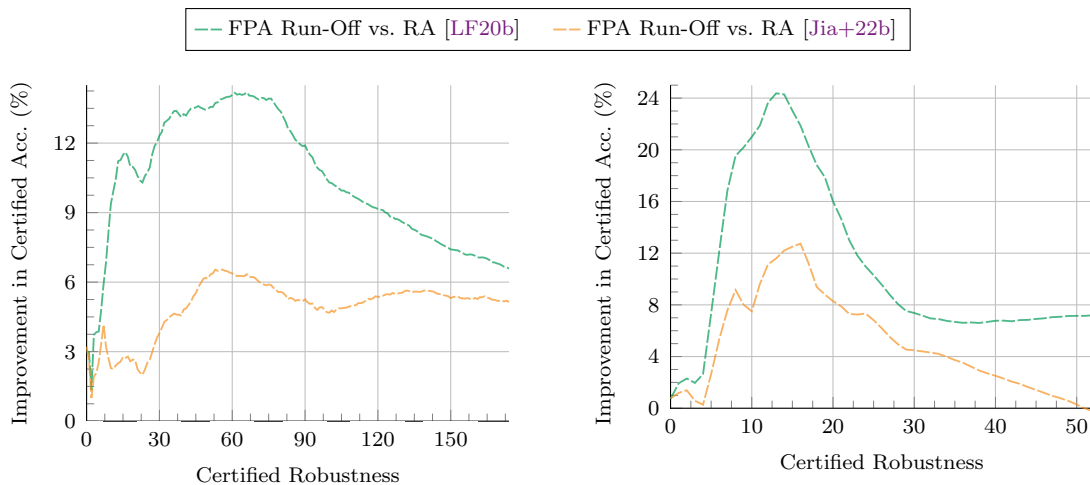 FPA Run-Off vs. RA [LF20b] FPA Run-Off vs. RA [Jia+22b]
Improvement in Certified Acc. (%)
12
9
6
3
0
0 30 60 90 120 150
Certified Robustness
Improvement in Certified Acc. (%)
24
20
16
12
8
4
0
0 10 20 30 40 50
Certified Robustness